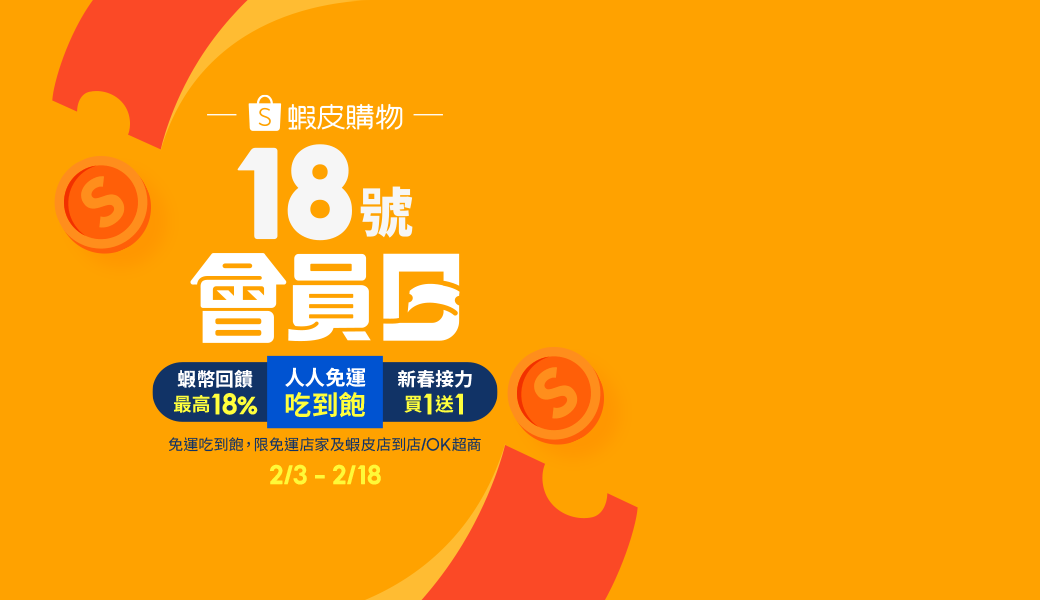 蝦皮購物
18號
會員日
蝦幣回饋
最高18%
人人免運
吃到飽
新春接力
買1送1
免運吃到飽，限免運店家及蝦皮店到店/OK超商
2/3 - 2/18